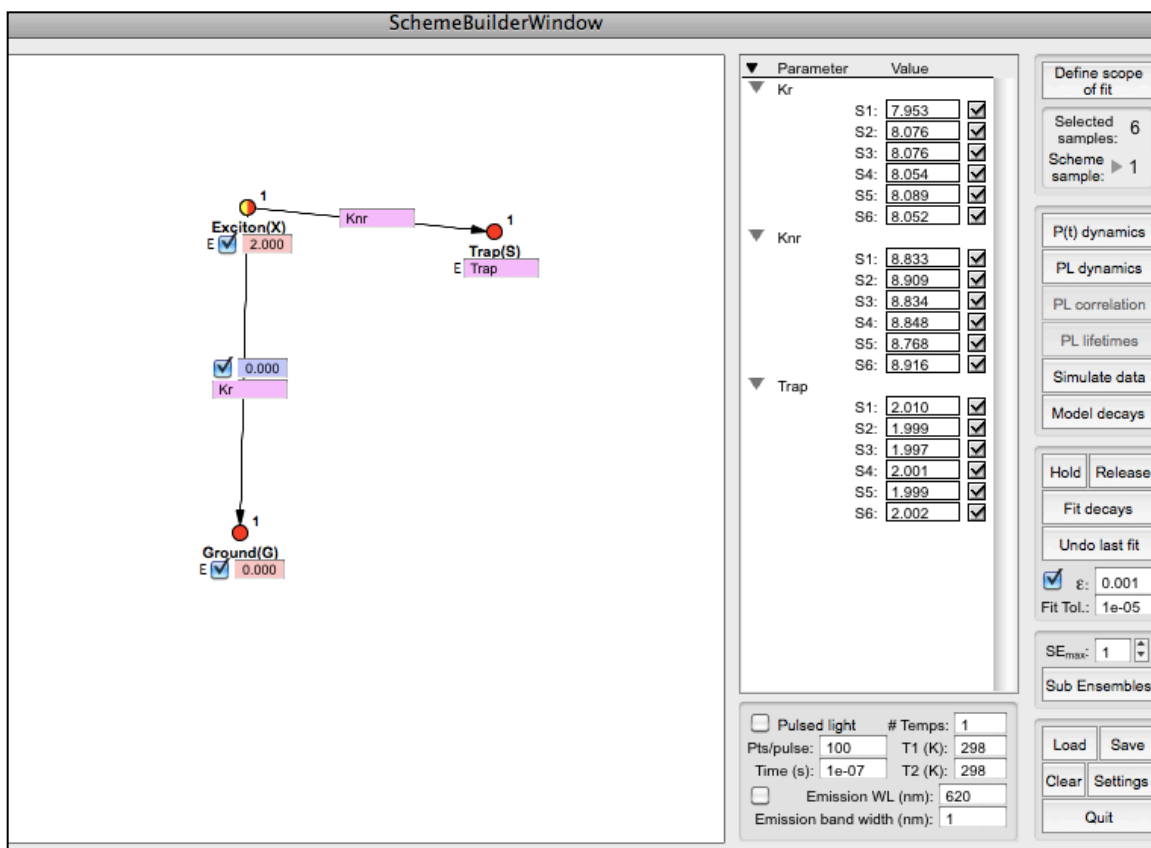 SchemeBuilderWindow
1
Exciton(X)
E 2.000
Knr
1
Trap(S)
E Trap
0.000
Kr
1
Ground(G)
E 0.000
Parameter Value
Kr
S1: 7.953
S2: 8.076
S3: 8.076
S4: 8.054
S5: 8.089
S6: 8.052
Knr
S1: 8.833
S2: 8.909
S3: 8.834
S4: 8.848
S5: 8.768
S6: 8.916
Trap
S1: 2.010
S2: 1.999
S3: 1.997
S4: 2.001
S5: 1.999
S6: 2.002
Pulsed light # Temps: 1
Pts/pulse: 100 T1 (K): 298
Time (s): 1e-07 T2 (K): 298
Emission WL (nm): 620
Emission band width (nm): 1
Define scope
of fit
Selected
samples: 6
Scheme
sample: 1
P(t) dynamics
PL dynamics
PL correlation
PL lifetimes
Simulate data
Model decays
Hold Release
Fit decays
Undo last fit
ε: 0.001
Fit Tol.: 1e-05
SEmax: 1
Sub Ensembles
Load Save
Clear Settings
Quit